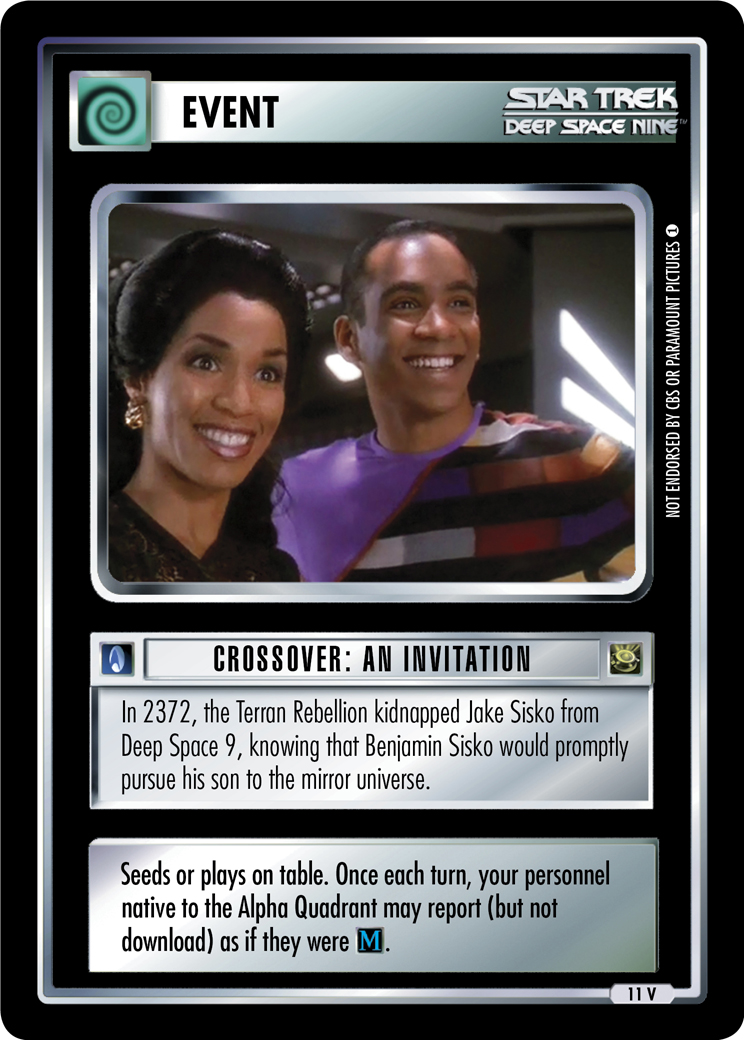 EVENT
STAR TREK
DEEP SPACE NINE™
NOT ENDORSED BY CBS OR PARAMOUNT PICTURES 1
CROSSOVER: AN INVITATION
In 2372, the Terran Rebellion kidnapped Jake Sisko from
Deep Space 9, knowing that Benjamin Sisko would promptly
pursue his son to the mirror universe.
Seeds or plays on table. Once each turn, your personnel
native to the Alpha Quadrant may report (but not
download) as if they were M.
11 V